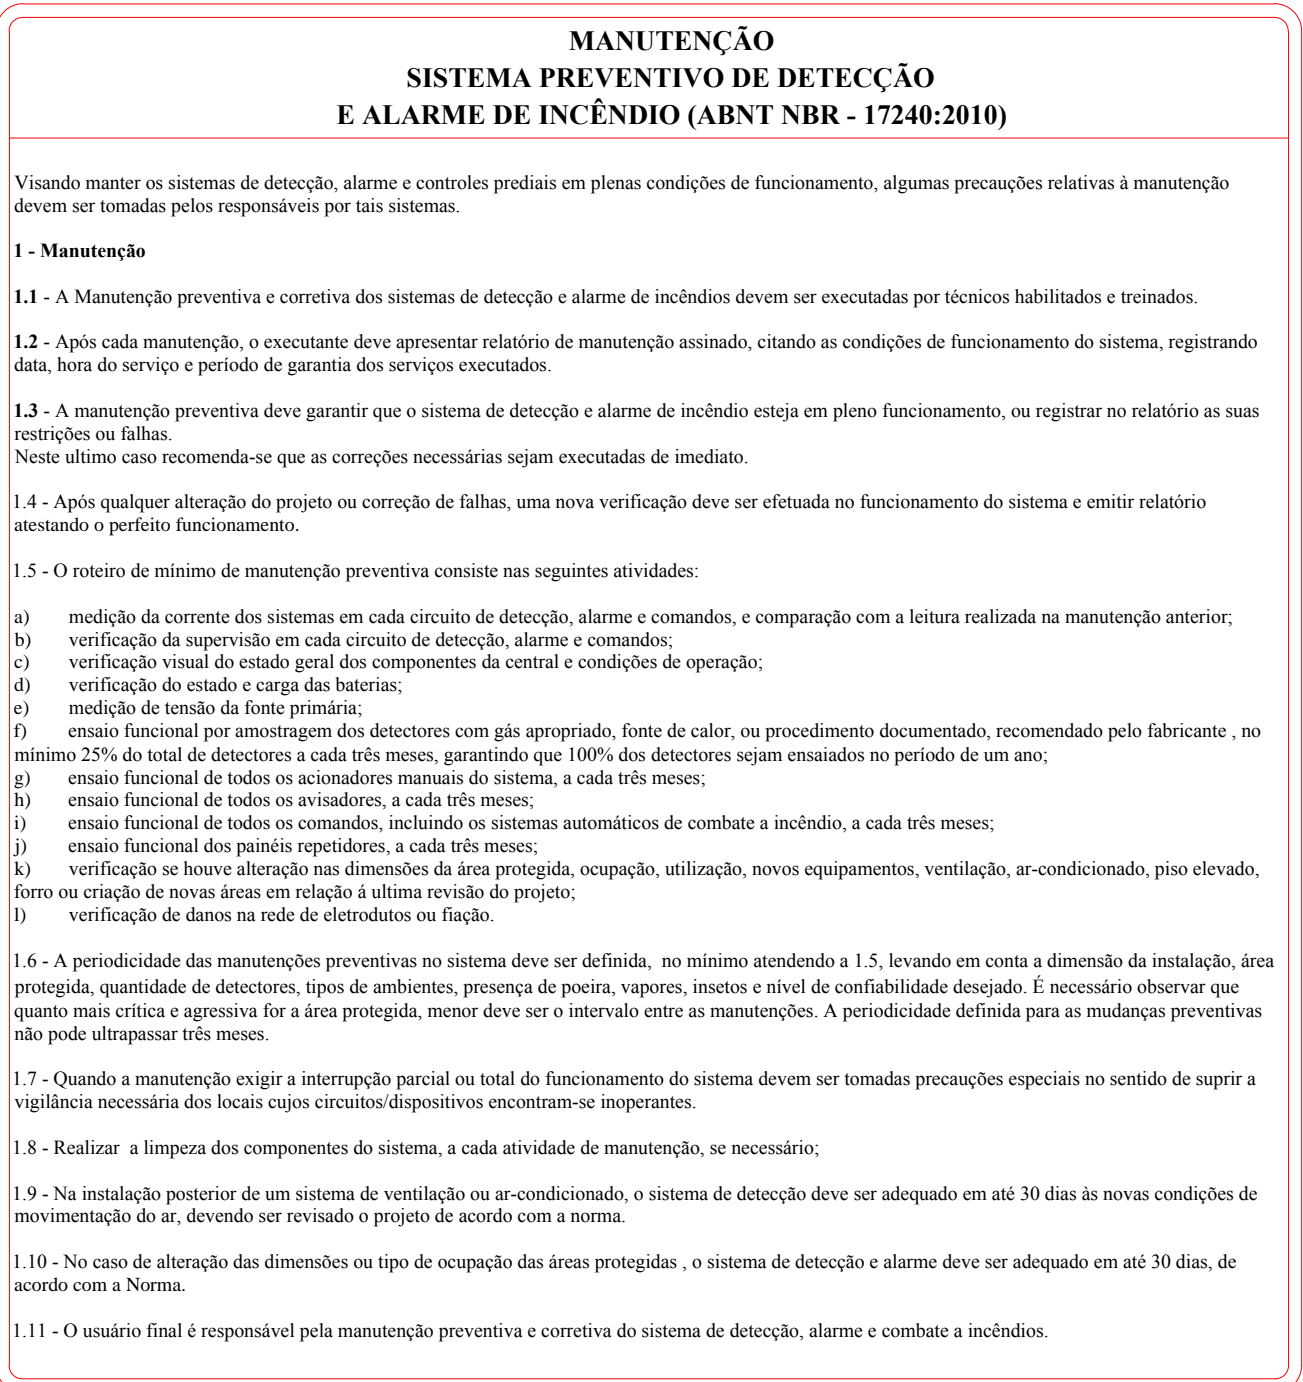 MANUTENÇÃO
SISTEMA PREVENTIVO DE DETECÇÃO
E ALARME DE INCÊNDIO (ABNT NBR - 17240:2010)
Visando manter os sistemas de detecção, alarme e controles prediais em plenas condições de funcionamento, algumas precauções relativas à manutenção
devem ser tomadas pelos responsáveis por tais sistemas.
1 - Manutenção
1.1 - A Manutenção preventiva e corretiva dos sistemas de detecção e alarme de incêndios devem ser executadas por técnicos habilitados e treinados.
1.2 - Após cada manutenção, o executante deve apresentar relatório de manutenção assinado, citando as condições de funcionamento do sistema, registrando
data, hora do serviço e período de garantia dos serviços executados.
1.3 - A manutenção preventiva deve garantir que o sistema de detecção e alarme de incêndio esteja em pleno funcionamento, ou registrar no relatório as suas
restrições ou falhas.
Neste ultimo caso recomenda-se que as correções necessárias sejam executadas de imediato.
1.4 - Após qualquer alteração do projeto ou correção de falhas, uma nova verificação deve ser efetuada no funcionamento do sistema e emitir relatório
atestando o perfeito funcionamento.
1.5 - O roteiro de mínimo de manutenção preventiva consiste nas seguintes atividades:
a) medição da corrente dos sistemas em cada circuito de detecção, alarme e comandos, e comparação com a leitura realizada na manutenção anterior;
b) verificação da supervisão em cada circuito de detecção, alarme e comandos;
c) verificação visual do estado geral dos componentes da central e condições de operação;
d) verificação do estado e carga das baterias;
e) medição de tensão da fonte primária;
f) ensaio funcional por amostragem dos detectores com gás apropriado, fonte de calor, ou procedimento documentado, recomendado pelo fabricante , no
mínimo 25% do total de detectores a cada três meses, garantindo que 100% dos detectores sejam ensaiados no período de um ano;
g) ensaio funcional de todos os acionadores manuais do sistema, a cada três meses;
h) ensaio funcional de todos os avisadores, a cada três meses;
i) ensaio funcional de todos os comandos, incluindo os sistemas automáticos de combate a incêndio, a cada três meses;
j) ensaio funcional dos painéis repetidores, a cada três meses;
k) verificação se houve alteração nas dimensões da área protegida, ocupação, utilização, novos equipamentos, ventilação, ar-condicionado, piso elevado,
forro ou criação de novas áreas em relação á ultima revisão do projeto;
l) verificação de danos na rede de eletrodutos ou fiação.
1.6 - A periodicidade das manutenções preventivas no sistema deve ser definida, no mínimo atendendo a 1.5, levando em conta a dimensão da instalação, área
protegida, quantidade de detectores, tipos de ambientes, presença de poeira, vapores, insetos e nível de confiabilidade desejado. É necessário observar que
quanto mais crítica e agressiva for a área protegida, menor deve ser o intervalo entre as manutenções. A periodicidade definida para as mudanças preventivas
não pode ultrapassar três meses.
1.7 - Quando a manutenção exigir a interrupção parcial ou total do funcionamento do sistema devem ser tomadas precauções especiais no sentido de suprir a
vigilância necessária dos locais cujos circuitos/dispositivos encontram-se inoperantes.
1.8 - Realizar a limpeza dos componentes do sistema, a cada atividade de manutenção, se necessário;
1.9 - Na instalação posterior de um sistema de ventilação ou ar-condicionado, o sistema de detecção deve ser adequado em até 30 dias às novas condições de
movimentação do ar, devendo ser revisado o projeto de acordo com a norma.
1.10 - No caso de alteração das dimensões ou tipo de ocupação das áreas protegidas , o sistema de detecção e alarme deve ser adequado em até 30 dias, de
acordo com a Norma.
1.11 - O usuário final é responsável pela manutenção preventiva e corretiva do sistema de detecção, alarme e combate a incêndios.